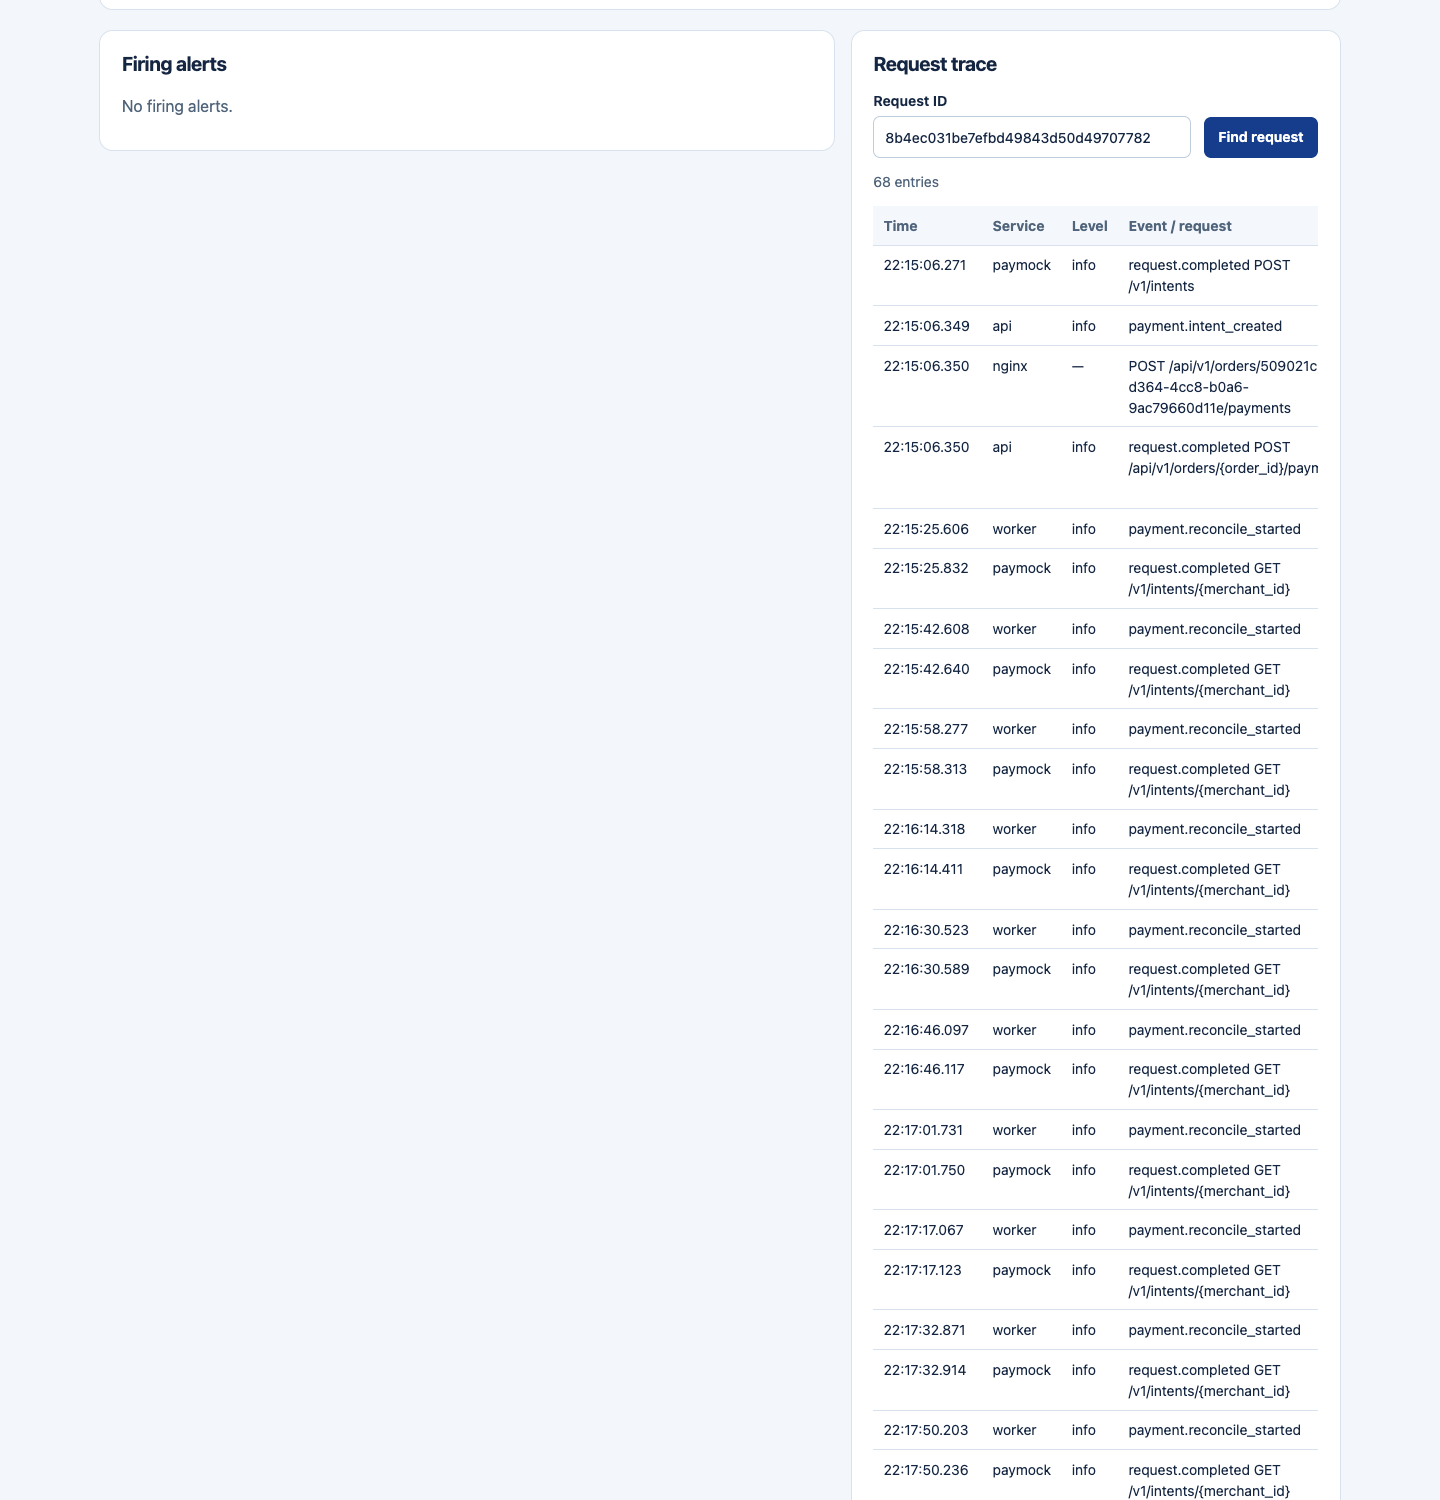 Firing alerts
No firing alerts.
Request trace
Request ID
8b4ec031be7efbd49843d50d49707782
Find request
68 entries
Time Service Level Event / request
22:15:06.271 paymock info request.completed POST
/v1/intents
22:15:06.349 api info payment.intent_created
22:15:06.350 nginx — POST /api/v1/orders/509021c
d364-4cc8-b0a6-
9ac79660d11e/payments
22:15:06.350 api info request.completed POST
/api/v1/orders/{order_id}/paym
22:15:25.606 worker info payment.reconcile_started
22:15:25.832 paymock info request.completed GET
/v1/intents/{merchant_id}
22:15:42.608 worker info payment.reconcile_started
22:15:42.640 paymock info request.completed GET
/v1/intents/{merchant_id}
22:15:58.277 worker info payment.reconcile_started
22:15:58.313 paymock info request.completed GET
/v1/intents/{merchant_id}
22:16:14.318 worker info payment.reconcile_started
22:16:14.411 paymock info request.completed GET
/v1/intents/{merchant_id}
22:16:30.523 worker info payment.reconcile_started
22:16:30.589 paymock info request.completed GET
/v1/intents/{merchant_id}
22:16:46.097 worker info payment.reconcile_started
22:16:46.117 paymock info request.completed GET
/v1/intents/{merchant_id}
22:17:01.731 worker info payment.reconcile_started
22:17:01.750 paymock info request.completed GET
/v1/intents/{merchant_id}
22:17:17.067 worker info payment.reconcile_started
22:17:17.123 paymock info request.completed GET
/v1/intents/{merchant_id}
22:17:32.871 worker info payment.reconcile_started
22:17:32.914 paymock info request.completed GET
/v1/intents/{merchant_id}
22:17:50.203 worker info payment.reconcile_started
22:17:50.236 paymock info request.completed GET
/v1/intents/{merchant_id}